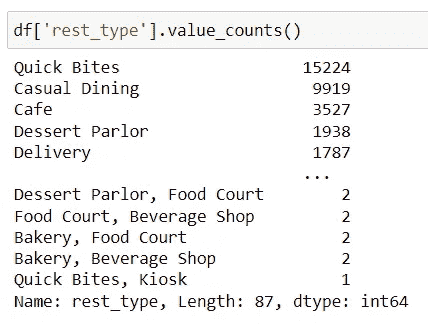 df['rest_type'].value_counts()
Quick Bites 15224
Casual Dining 9919
Cafe 3527
Dessert Parlor 1938
Delivery 1787
...
Dessert Parlor, Food Court 2
Food Court, Beverage Shop 2
Bakery, Food Court 2
Bakery, Beverage Shop 2
Quick Bites, Kiosk 1
Name: rest_type, Length: 87, dtype: int64